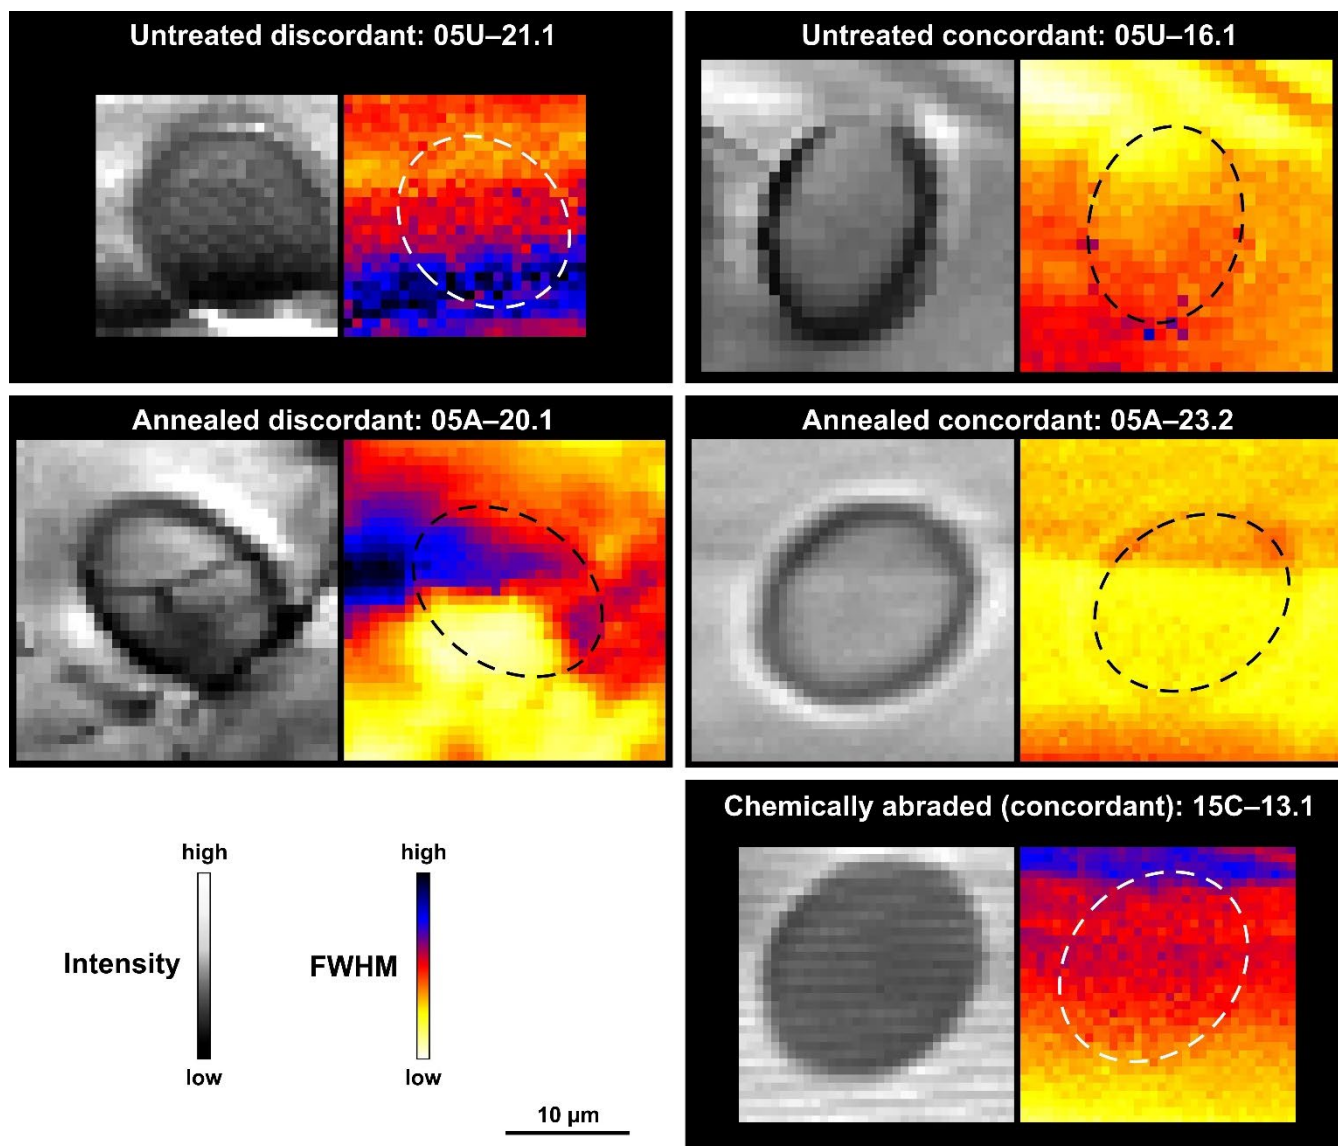 Untreated discordant: 05U–21.1
Untreated concordant: 05U–16.1
Annealed discordant: 05A–20.1
Annealed concordant: 05A–23.2
Chemically abraded (concordant): 15C–13.1
high
high
Intensity
FWHM
low
low
10 µm